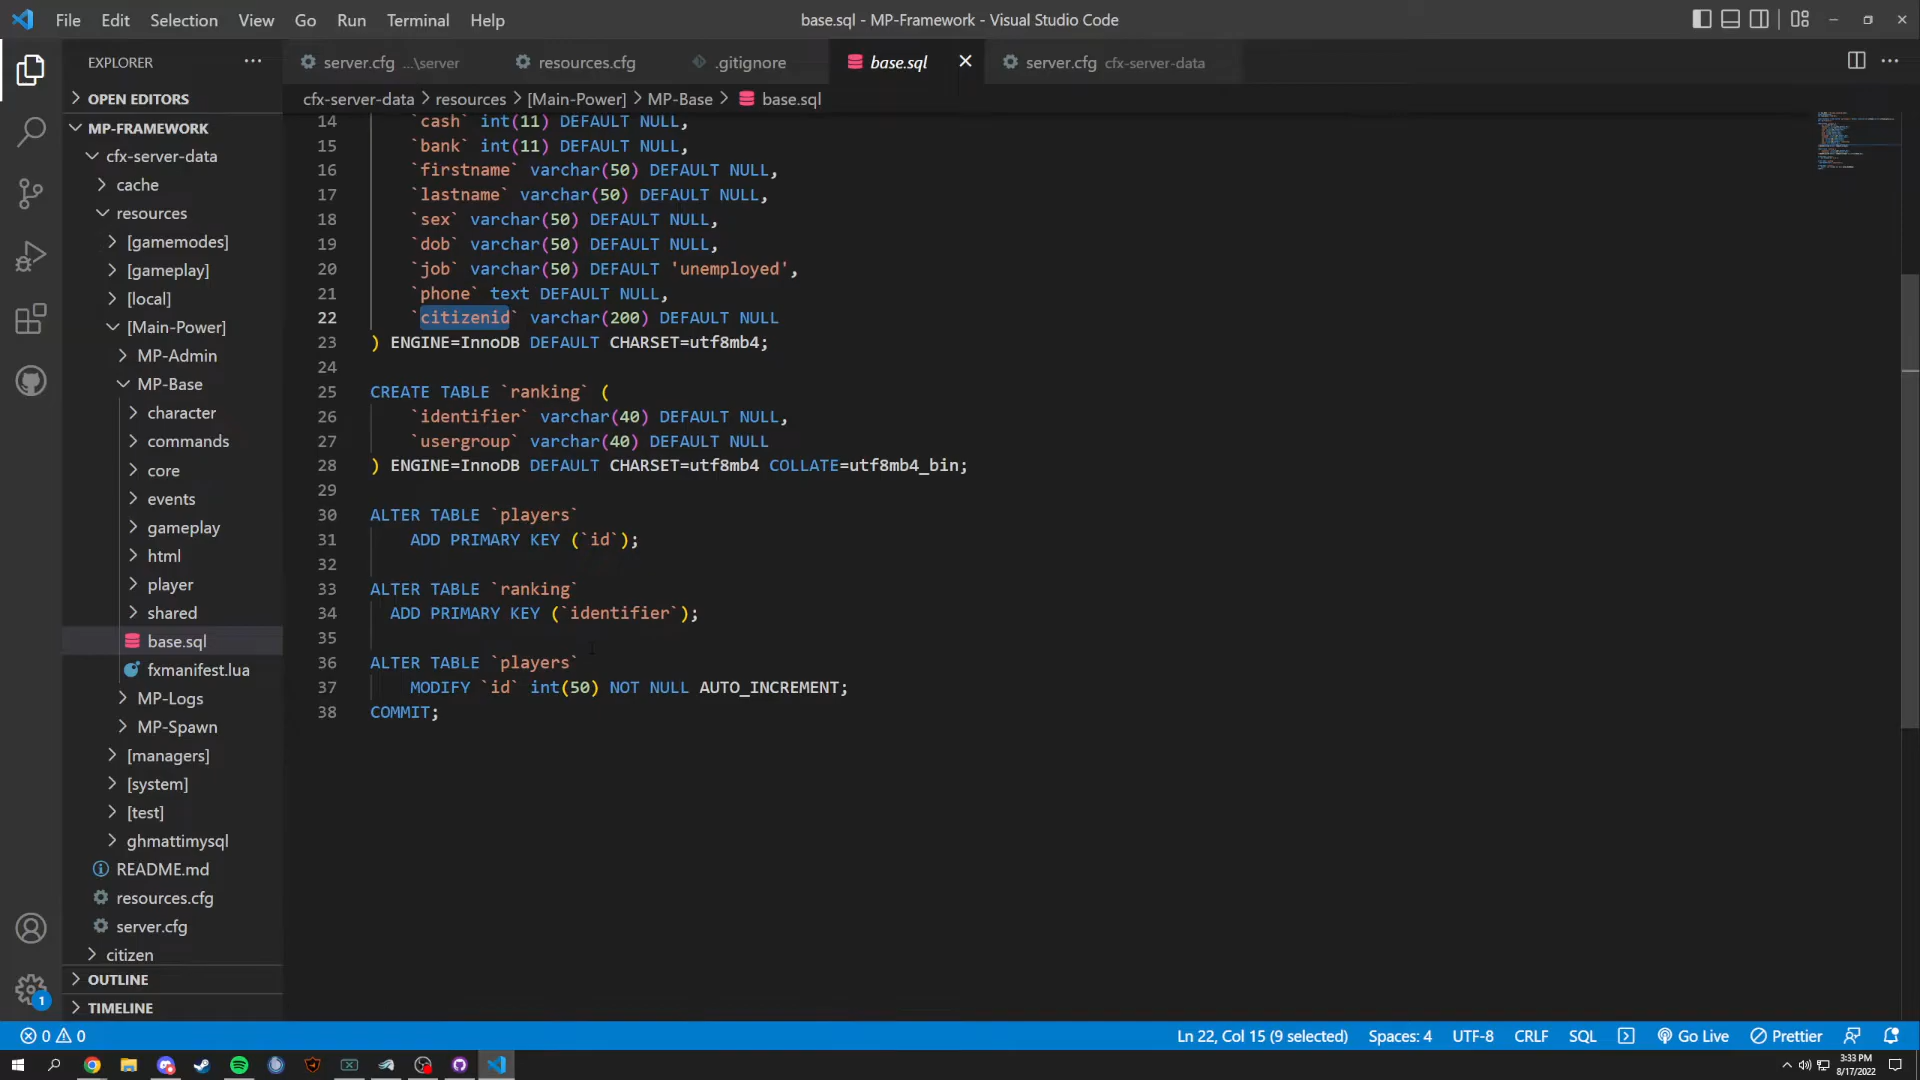 File Edit Selection View Go Run Terminal Help
base.sql - MP-Framework - Visual Studio Code
EXPLORER
server.cfg ...\server
resources.cfg
.gitignore
base.sql
server.cfg cfx-server-data
OPEN EDITORS
cfx-server-data > resources > [Main-Power] > MP-Base > base.sql
MP-FRAMEWORK
cfx-server-data
cache
resources
[gamemodes]
[gameplay]
[local]
[Main-Power]
MP-Admin
MP-Base
character
commands
core
events
gameplay
html
player
shared
base.sql
fxmanifest.lua
MP-Logs
MP-Spawn
[managers]
[system]
[test]
ghmattimysql
README.md
resources.cfg
server.cfg
citizen
OUTLINE
TIMELINE
1
14 `cash` int(11) DEFAULT NULL,
15 `bank` int(11) DEFAULT NULL,
16 `firstname` varchar(50) DEFAULT NULL,
17 `lastname` varchar(50) DEFAULT NULL,
18 `sex` varchar(50) DEFAULT NULL,
19 `dob` varchar(50) DEFAULT NULL,
20 `job` varchar(50) DEFAULT 'unemployed',
21 `phone` text DEFAULT NULL,
22 `citizenid` varchar(200) DEFAULT NULL
23 ) ENGINE=InnoDB DEFAULT CHARSET=utf8mb4;
24
25 CREATE TABLE `ranking` (
26 `identifier` varchar(40) DEFAULT NULL,
27 `usergroup` varchar(40) DEFAULT NULL
28 ) ENGINE=InnoDB DEFAULT CHARSET=utf8mb4 COLLATE=utf8mb4_bin;
29
30 ALTER TABLE `players`
31 ADD PRIMARY KEY (`id`);
32
33 ALTER TABLE `ranking`
34 ADD PRIMARY KEY (`identifier`);
35
36 ALTER TABLE `players`
37 MODIFY `id` int(50) NOT NULL AUTO_INCREMENT;
38 COMMIT;
0 0
Ln 22, Col 15 (9 selected) Spaces: 4 UTF-8 CRLF SQL Go Live Prettier
3:33 PM
8/17/2022